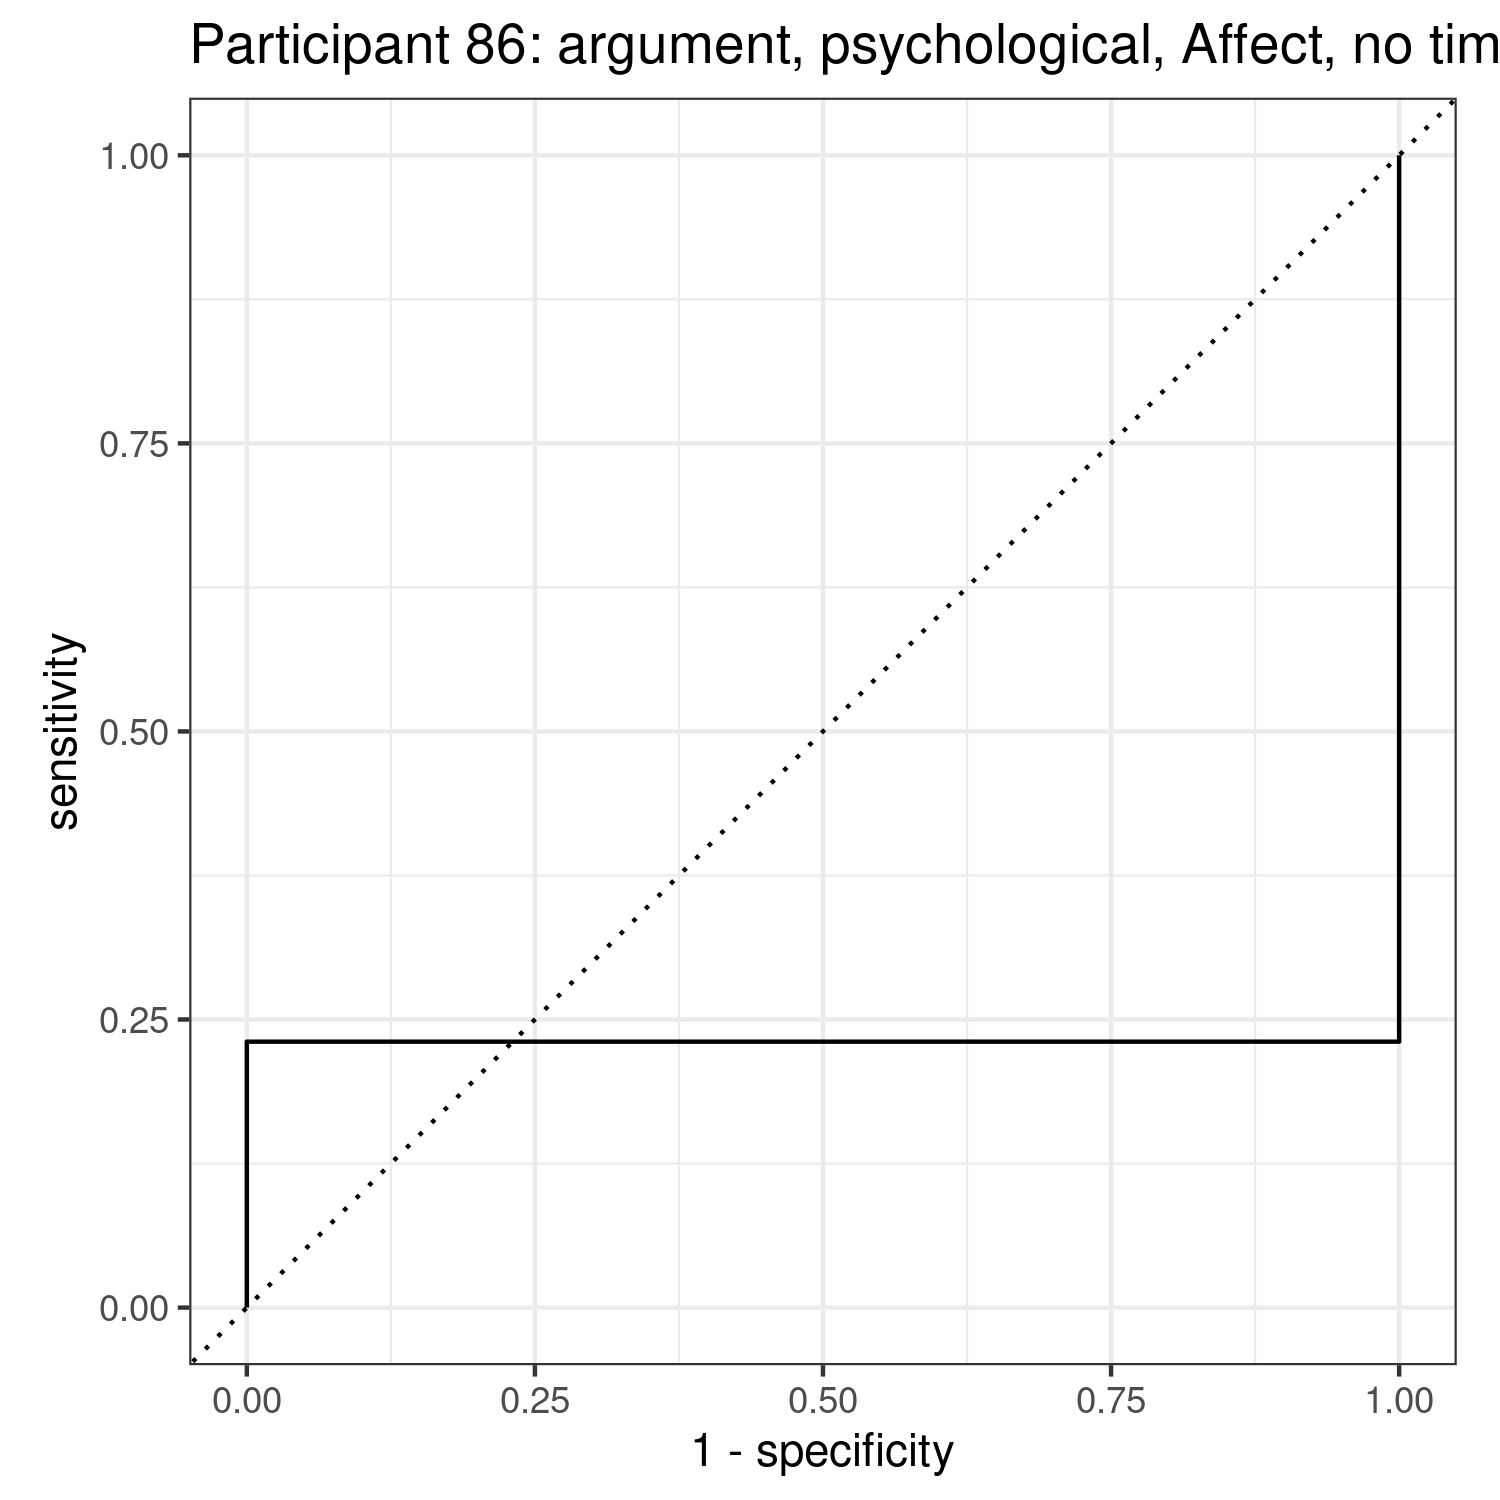 Participant 86: argument, psychological, Affect, no tim
1.00
0.75
0.50
0.25
0.00
sensitivity
0.00 0.25 0.50 0.75 1.00
1 - specificity